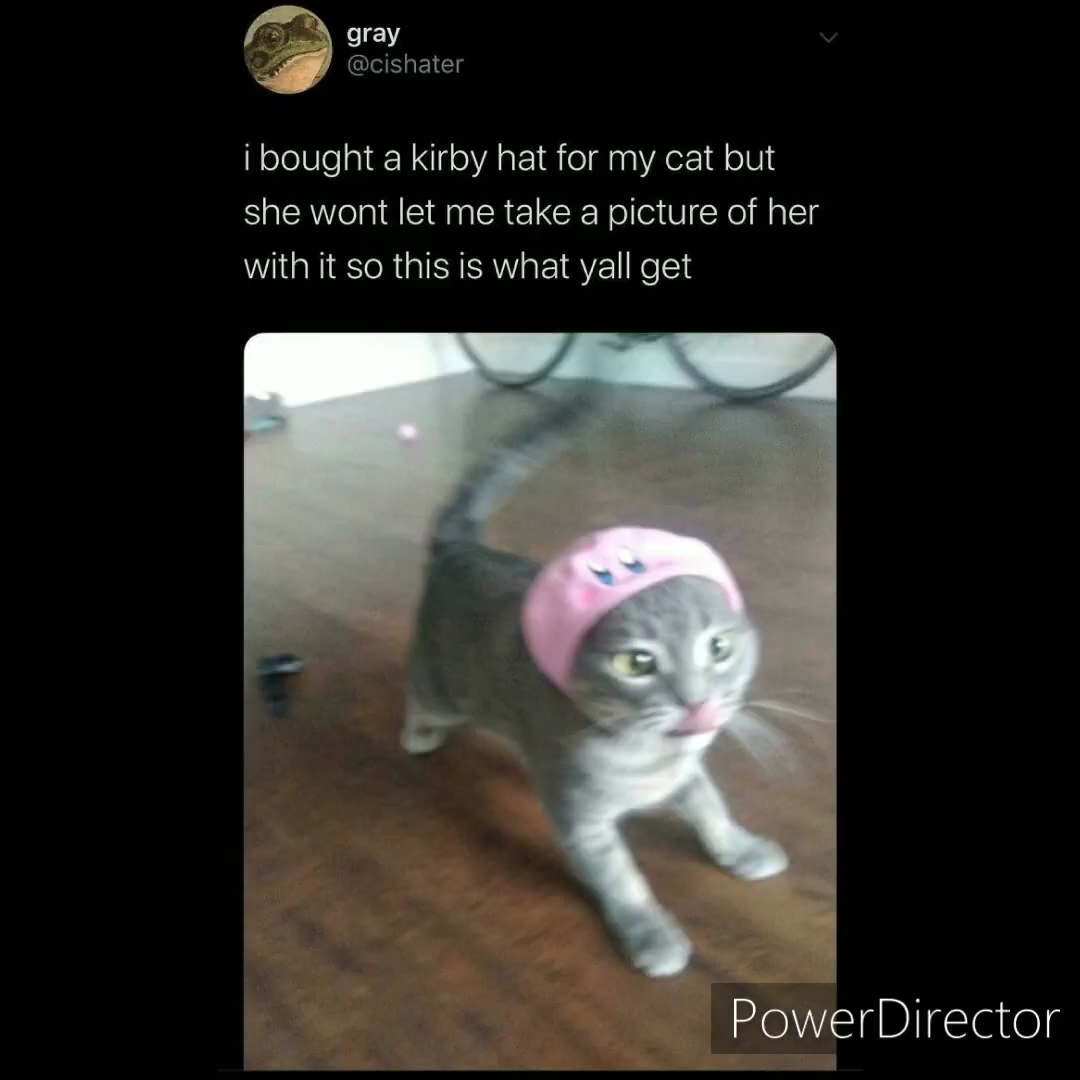 gray
@cishater
i bought a kirby hat for my cat but
she wont let me take a picture of her
with it so this is what yall get
PowerDirector